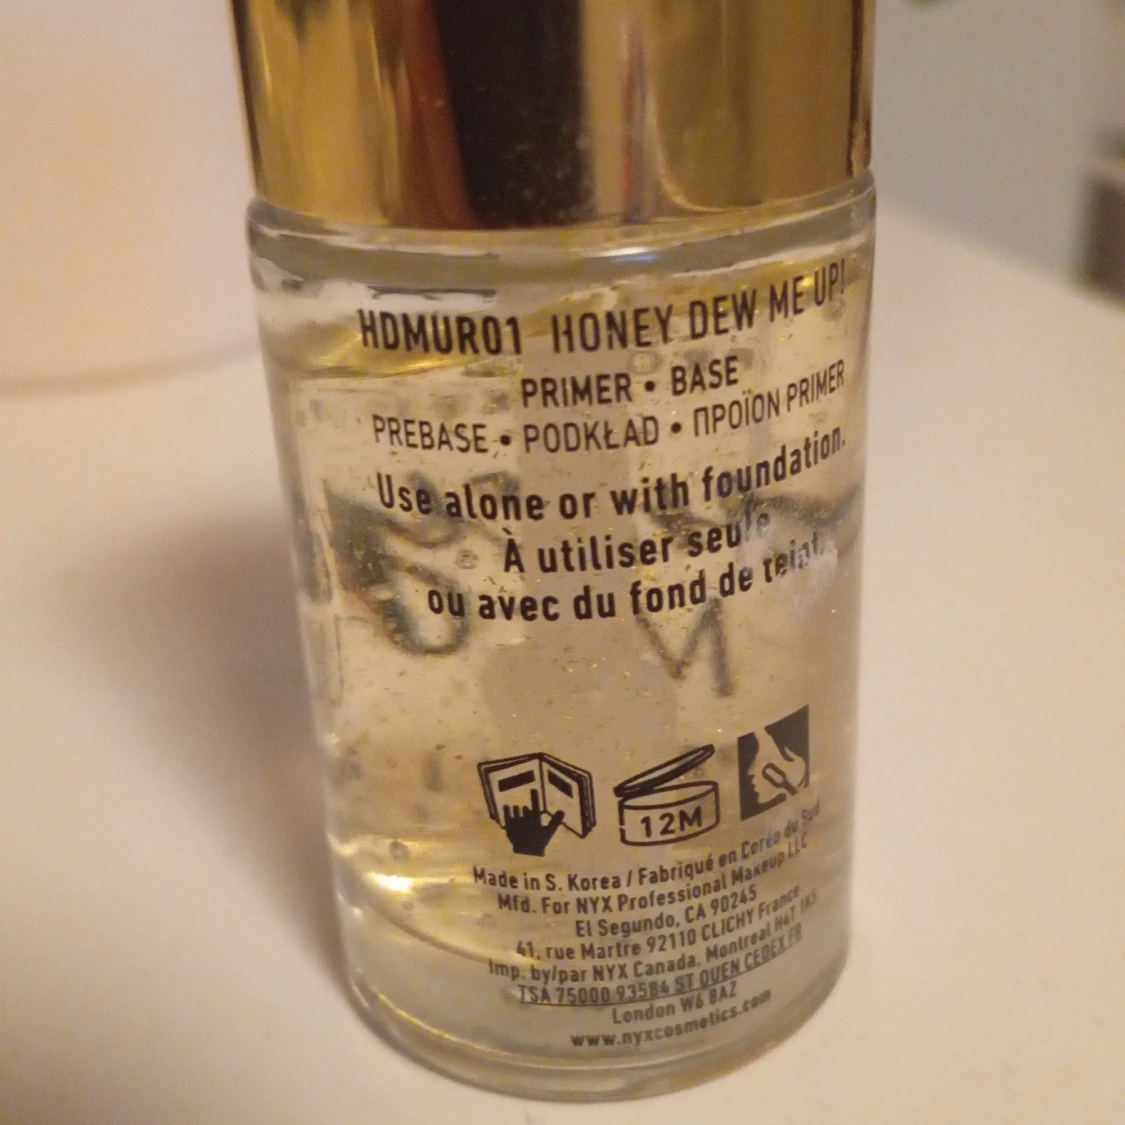 HDMUR01 HONEY DEW ME UP!
PRIMER • BASE
PREBASE • PODKŁAD • ΠΡΟΪΟΝ PRIMER
Use alone or with foundation.
À utiliser seule
ou avec du fond de teint.
12M
Made in S. Korea / Fabriqué en Corée du Sud
Mfd. For NYX Professional Makeup LLC
El Segundo, CA 90245
41, rue Martre 92110 CLICHY France
Imp. by/par NYX Canada, Montreal H4T 1K5
TSA 75000 93584 ST OUEN CEDEX FR
London W6 8AZ
www.nyxcosmetics.com